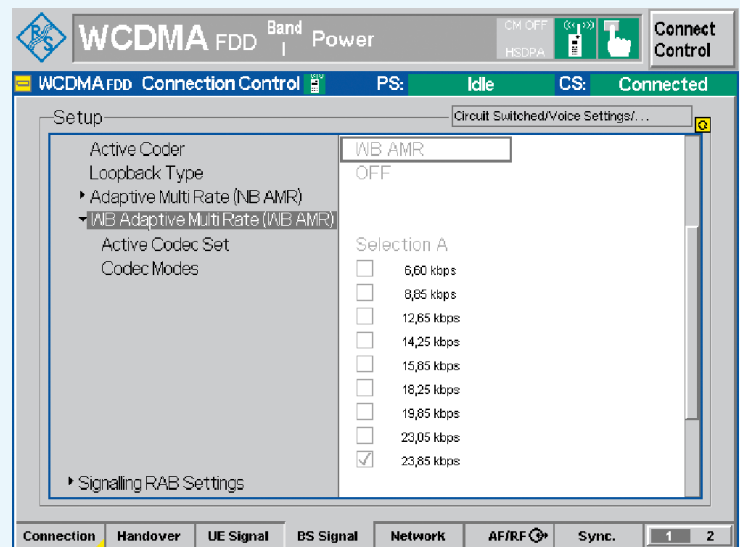 R&S WCDMA FDD Band I Power CM OFF HSDPA Connect Control
WCDMA FDD Connection Control PS: Idle CS: Connected
Setup Circuit Switched/Voice Settings/...
Active Coder WB AMR
Loopback Type OFF
Adaptive Multi Rate (NB AMR)
WB Adaptive Multi Rate (WB AMR)
Active Codec Set Selection A
Codec Modes 6,60 kbps
8,85 kbps
12,65 kbps
14,25 kbps
15,85 kbps
18,25 kbps
19,85 kbps
23,05 kbps
23,85 kbps
Signalling RAB Settings
Connection Handover UE Signal BS Signal Network AF/RF Sync. 1 2